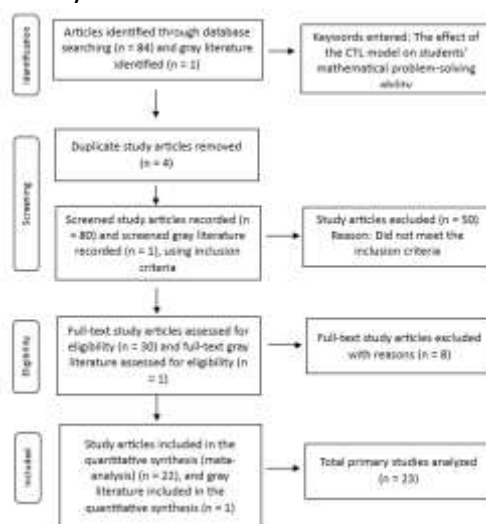 Identification
Articles identified through database
searching (n = 84) and gray literature
identified (n = 1)
Keywords entered: The effect of
the CTL model on students'
mathematical problem-solving
ability
Screening
Duplicate study articles removed
(n = 4)
Screened study articles recorded (n
= 80) and screened gray literature
recorded (n = 1), using inclusion
criteria
Study articles excluded (n = 50)
Reason: Did not meet the
inclusion criteria
Eligibility
Full-text study articles assessed for
eligibility (n = 30) and full-text gray
literature assessed for eligibility (n
= 1)
Full-text study articles excluded
with reasons (n = 8)
Included
Study articles included in the
quantitative synthesis (meta-
analysis) (n = 22), and gray
literature included in the
quantitative synthesis (n = 1)
Total primary studies analyzed
(n = 23)